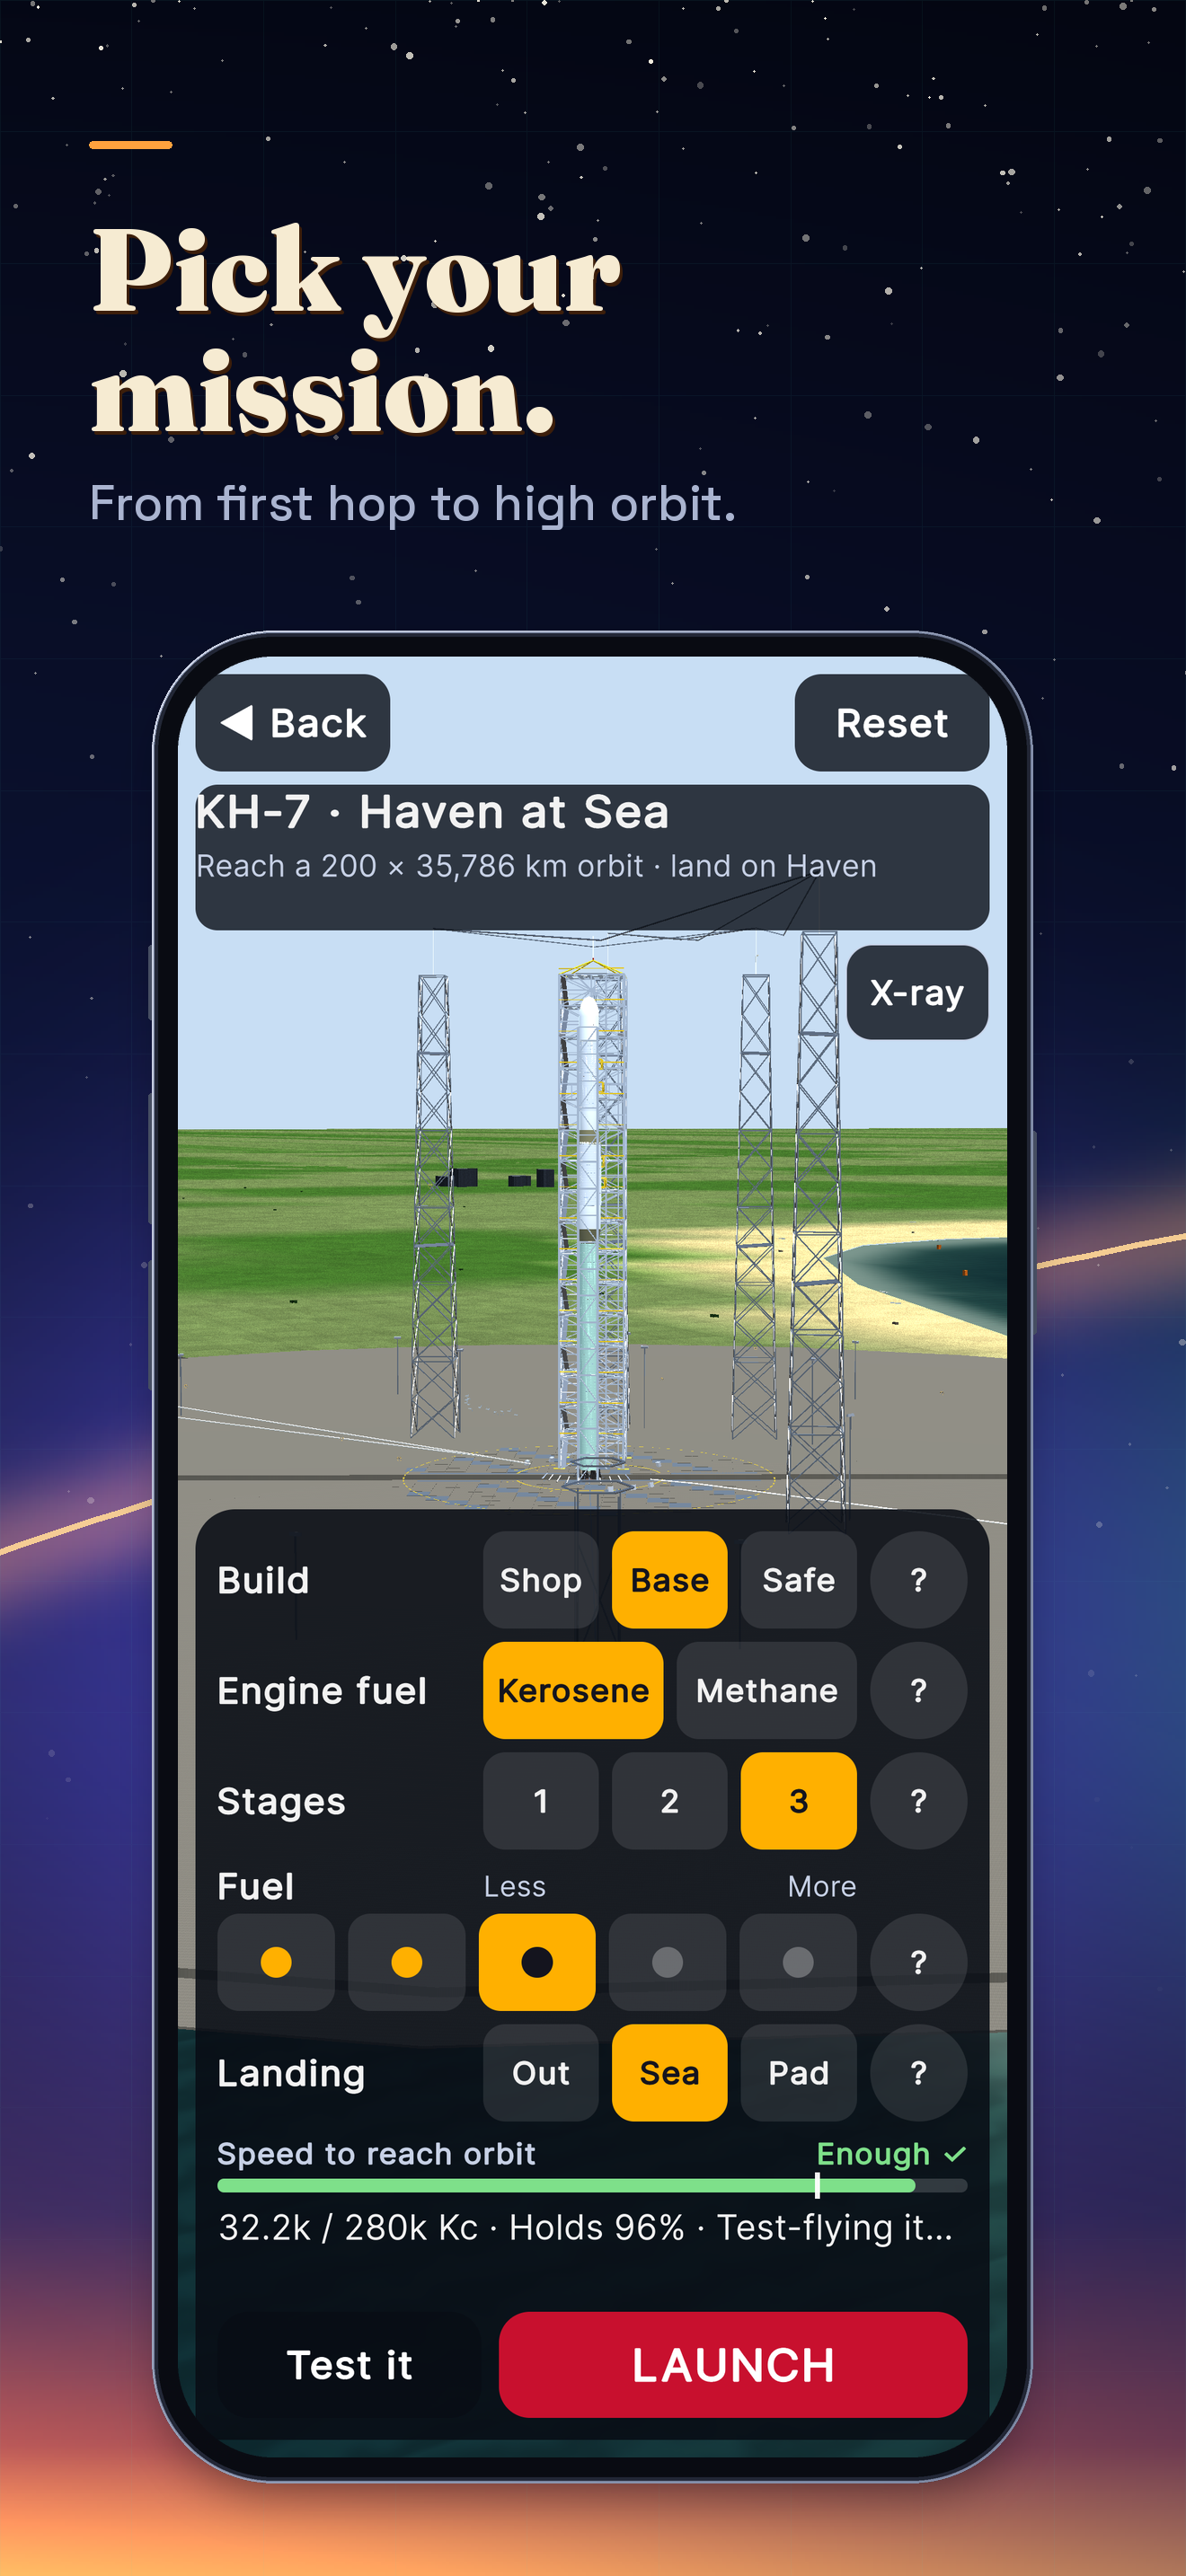 Pick your
mission.
From first hop to high orbit.
◀ Back
Reset
KH-7 · Haven at Sea
Reach a 200 × 35,786 km orbit · land on Haven
X-ray
Build
Shop
Base
Safe
?
Engine fuel
Kerosene
Methane
?
Stages
1
2
3
?
Fuel
Less
More
?
Landing
Out
Sea
Pad
?
Speed to reach orbit
Enough ✓
32.2k / 280k Kc · Holds 96% · Test-flying it...
Test it
LAUNCH